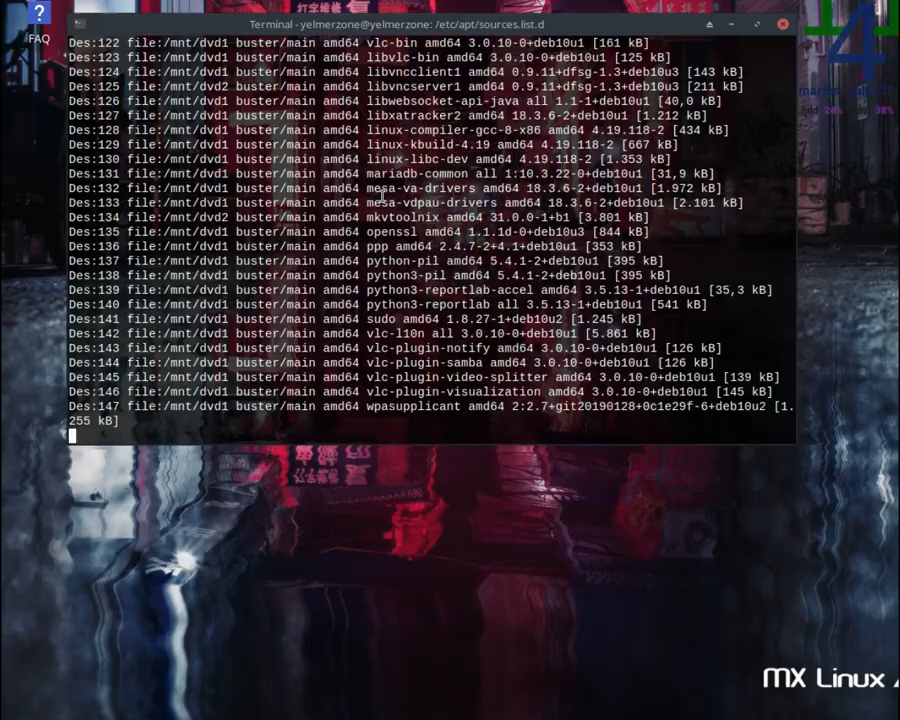 FAQ
Terminal - yelmerzone@yelmerzone: /etc/apt/sources.list.d
Des:122 file:/mnt/dvd1 buster/main amd64 vlc-bin amd64 3.0.10-0+deb10u1 [161 kB]
Des:123 file:/mnt/dvd1 buster/main amd64 libvlc-bin amd64 3.0.10-0+deb10u1 [125 kB]
Des:124 file:/mnt/dvd1 buster/main amd64 libvncclient1 amd64 0.9.11+dfsg-1.3+deb10u3 [143 kB]
Des:125 file:/mnt/dvd2 buster/main amd64 libvncserver1 amd64 0.9.11+dfsg-1.3+deb10u3 [211 kB]
Des:126 file:/mnt/dvd2 buster/main amd64 libwebsocket-api-java all 1.1-1+deb10u1 [40,0 kB]
Des:127 file:/mnt/dvd1 buster/main amd64 libxatracker2 amd64 18.3.6-2+deb10u1 [1.212 kB]
Des:128 file:/mnt/dvd1 buster/main amd64 linux-compiler-gcc-8-x86 amd64 4.19.118-2 [434 kB]
Des:129 file:/mnt/dvd1 buster/main amd64 linux-kbuild-4.19 amd64 4.19.118-2 [667 kB]
Des:130 file:/mnt/dvd1 buster/main amd64 linux-libc-dev amd64 4.19.118-2 [1.353 kB]
Des:131 file:/mnt/dvd1 buster/main amd64 mariadb-common all 1:10.3.22-0+deb10u1 [31,9 kB]
Des:132 file:/mnt/dvd1 buster/main amd64 mesa-va-drivers amd64 18.3.6-2+deb10u1 [1.972 kB]
Des:133 file:/mnt/dvd1 buster/main amd64 mesa-vdpau-drivers amd64 18.3.6-2+deb10u1 [2.101 kB]
Des:134 file:/mnt/dvd2 buster/main amd64 mkvtoolnix amd64 31.0.0-1+b1 [3.801 kB]
Des:135 file:/mnt/dvd1 buster/main amd64 openssl amd64 1.1.1d-0+deb10u3 [844 kB]
Des:136 file:/mnt/dvd1 buster/main amd64 ppp amd64 2.4.7-2+4.1+deb10u1 [353 kB]
Des:137 file:/mnt/dvd1 buster/main amd64 python-pil amd64 5.4.1-2+deb10u1 [395 kB]
Des:138 file:/mnt/dvd1 buster/main amd64 python3-pil amd64 5.4.1-2+deb10u1 [395 kB]
Des:139 file:/mnt/dvd1 buster/main amd64 python3-reportlab-accel amd64 3.5.13-1+deb10u1 [35,3 kB]
Des:140 file:/mnt/dvd1 buster/main amd64 python3-reportlab all 3.5.13-1+deb10u1 [541 kB]
Des:141 file:/mnt/dvd1 buster/main amd64 sudo amd64 1.8.27-1+deb10u2 [1.245 kB]
Des:142 file:/mnt/dvd1 buster/main amd64 vlc-l10n all 3.0.10-0+deb10u1 [5.861 kB]
Des:143 file:/mnt/dvd1 buster/main amd64 vlc-plugin-notify amd64 3.0.10-0+deb10u1 [126 kB]
Des:144 file:/mnt/dvd1 buster/main amd64 vlc-plugin-samba amd64 3.0.10-0+deb10u1 [126 kB]
Des:145 file:/mnt/dvd1 buster/main amd64 vlc-plugin-video-splitter amd64 3.0.10-0+deb10u1 [139 kB]
Des:146 file:/mnt/dvd1 buster/main amd64 vlc-plugin-visualization amd64 3.0.10-0+deb10u1 [145 kB]
Des:147 file:/mnt/dvd1 buster/main amd64 wpasupplicant amd64 2:2.7+git20190128+0c1e29f-6+deb10u2 [1.
255 kB]
4
hdd 24% 38%
MX Linux